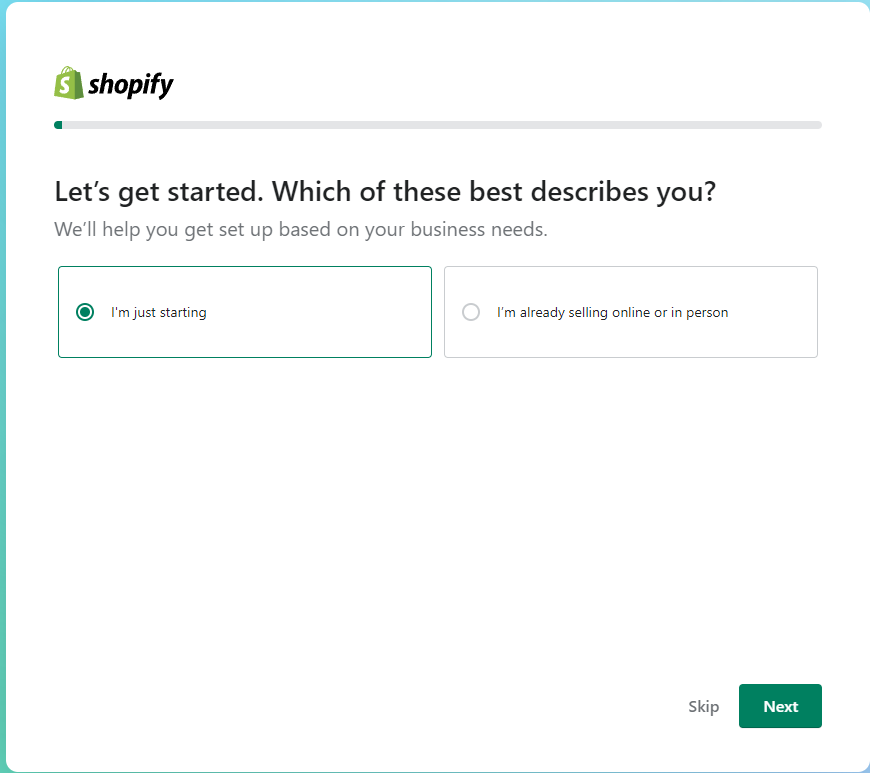 shopify
Let’s get started. Which of these best describes you?
We’ll help you get set up based on your business needs.
I'm just starting
I’m already selling online or in person
Skip
Next